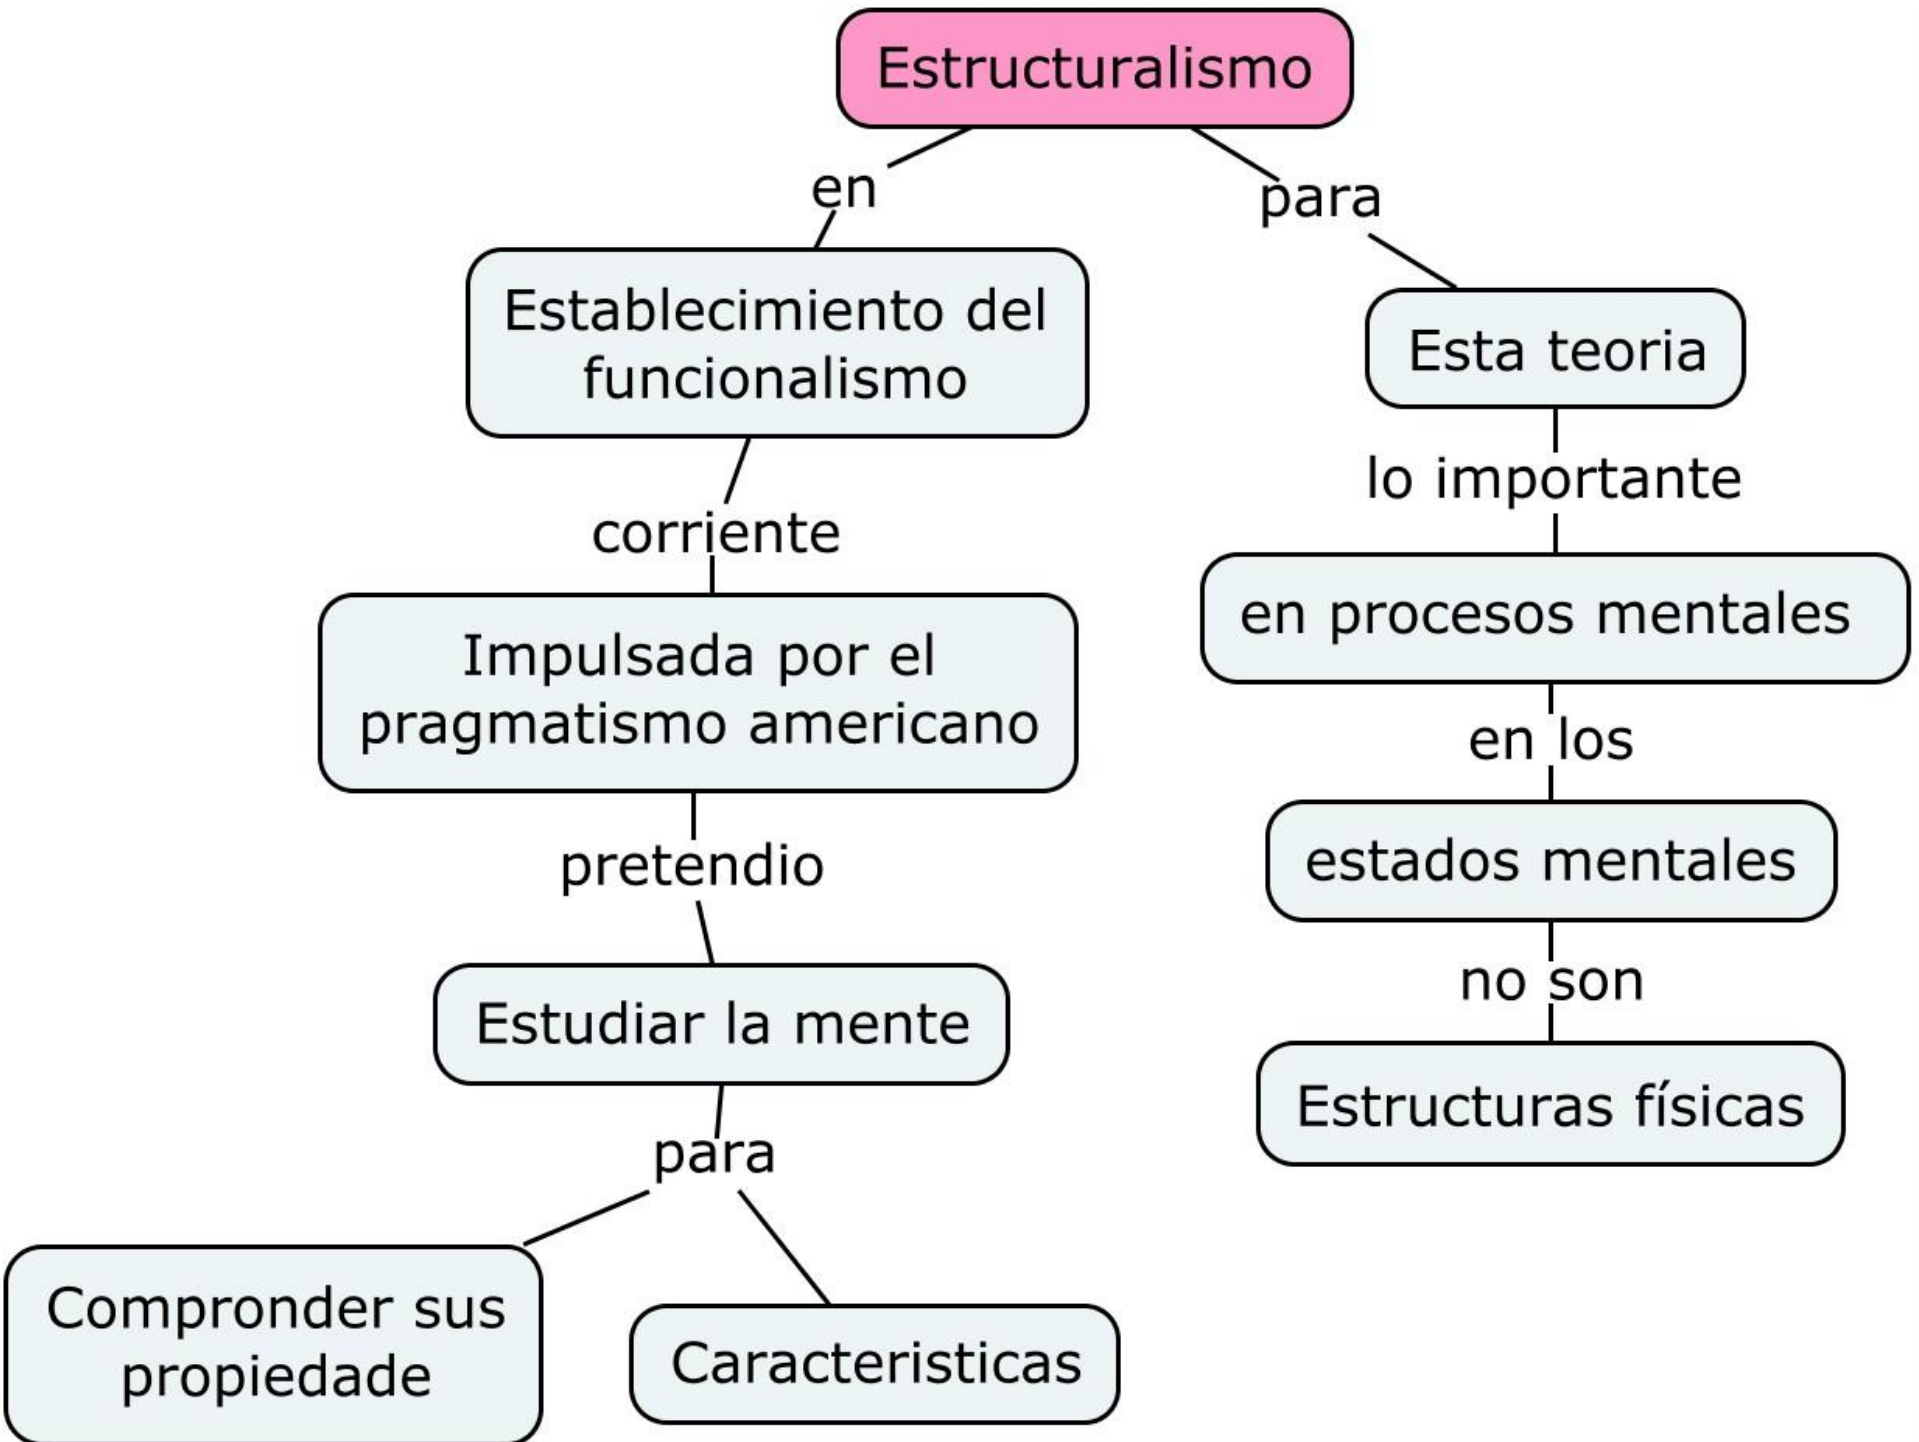 Estructuralismo
en
para
Establecimiento del
funcionalismo
Esta teoria
lo importante
corriente
en procesos mentales
Impulsada por el
pragmatismo americano
en los
pretendio
estados mentales
no son
Estudiar la mente
Estructuras físicas
para
Compronder sus
propiedade
Caracteristicas